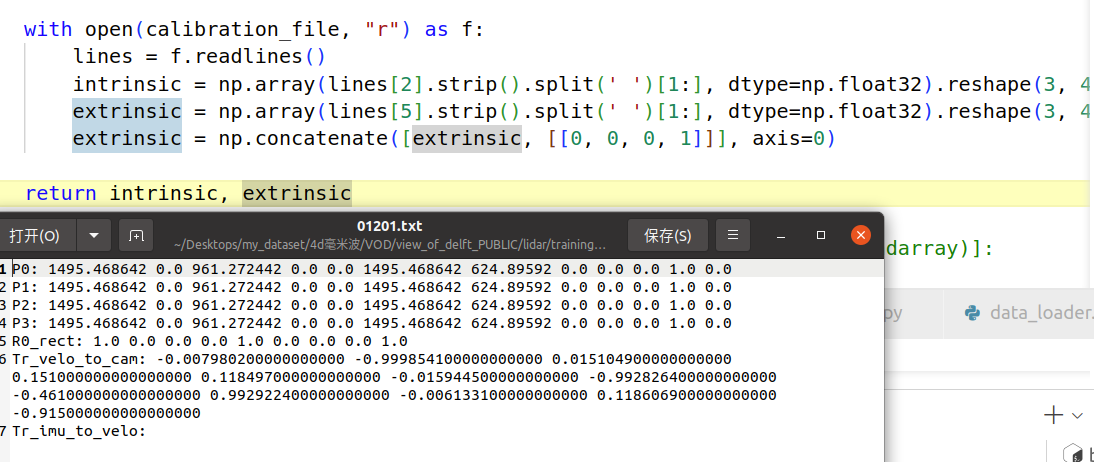 with open(calibration_file, "r") as f:
lines = f.readlines()
intrinsic = np.array(lines[2].strip().split(' ')[1:], dtype=np.float32).reshape(3, 4
extrinsic = np.array(lines[5].strip().split(' ')[1:], dtype=np.float32).reshape(3, 4
extrinsic = np.concatenate([extrinsic, [[0, 0, 0, 1]]], axis=0)
return intrinsic, extrinsic
打开(O)
01201.txt
~/Desktops/my_dataset/4d毫米波/VOD/view_of_delft_PUBLIC/lidar/training...
保存(S)
darray)]:
1 P0: 1495.468642 0.0 961.272442 0.0 0.0 1495.468642 624.89592 0.0 0.0 0.0 1.0 0.0
2 P1: 1495.468642 0.0 961.272442 0.0 0.0 1495.468642 624.89592 0.0 0.0 0.0 1.0 0.0
3 P2: 1495.468642 0.0 961.272442 0.0 0.0 1495.468642 624.89592 0.0 0.0 0.0 1.0 0.0
4 P3: 1495.468642 0.0 961.272442 0.0 0.0 1495.468642 624.89592 0.0 0.0 0.0 1.0 0.0
py
data_loader.
5 R0_rect: 1.0 0.0 0.0 0.0 1.0 0.0 0.0 0.0 1.0
6 Tr_velo_to_cam: -0.007980200000000000 -0.999854100000000000 0.015104900000000000
0.151000000000000000 0.118497000000000000 -0.015944500000000000 -0.992826400000000000
-0.461000000000000000 0.992922400000000000 -0.006133100000000000 0.118606900000000000
-0.915000000000000000
7 Tr_imu_to_velo: